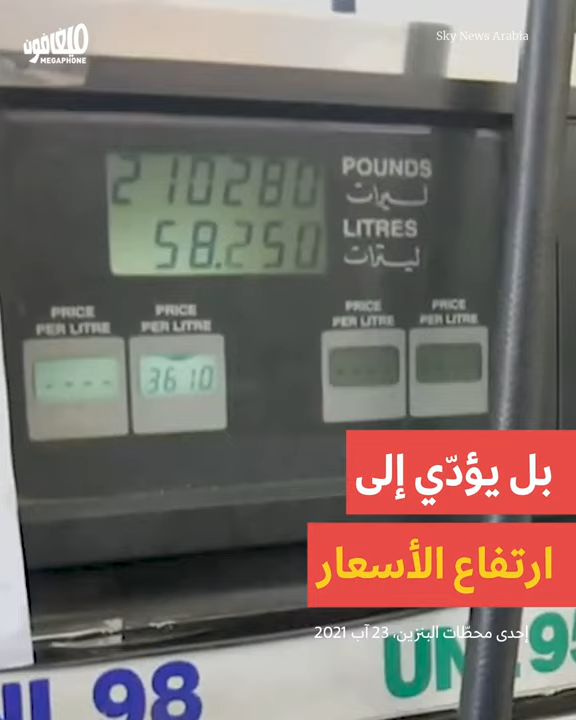 ميغافون
MEGAPHONE
Sky News Arabia
210280
POUNDS
ليرات
58.250
LITRES
ليترات
PRICE
PER LITRE
PRICE
PER LITRE
PRICE
PER LITRE
PRICE
PER LITRE
- - - -
3610
- - - -
بل يؤدّي إلى
ارتفاع الأسعار
إحدى محطّات البنزين، 23 آب 2021
98
95